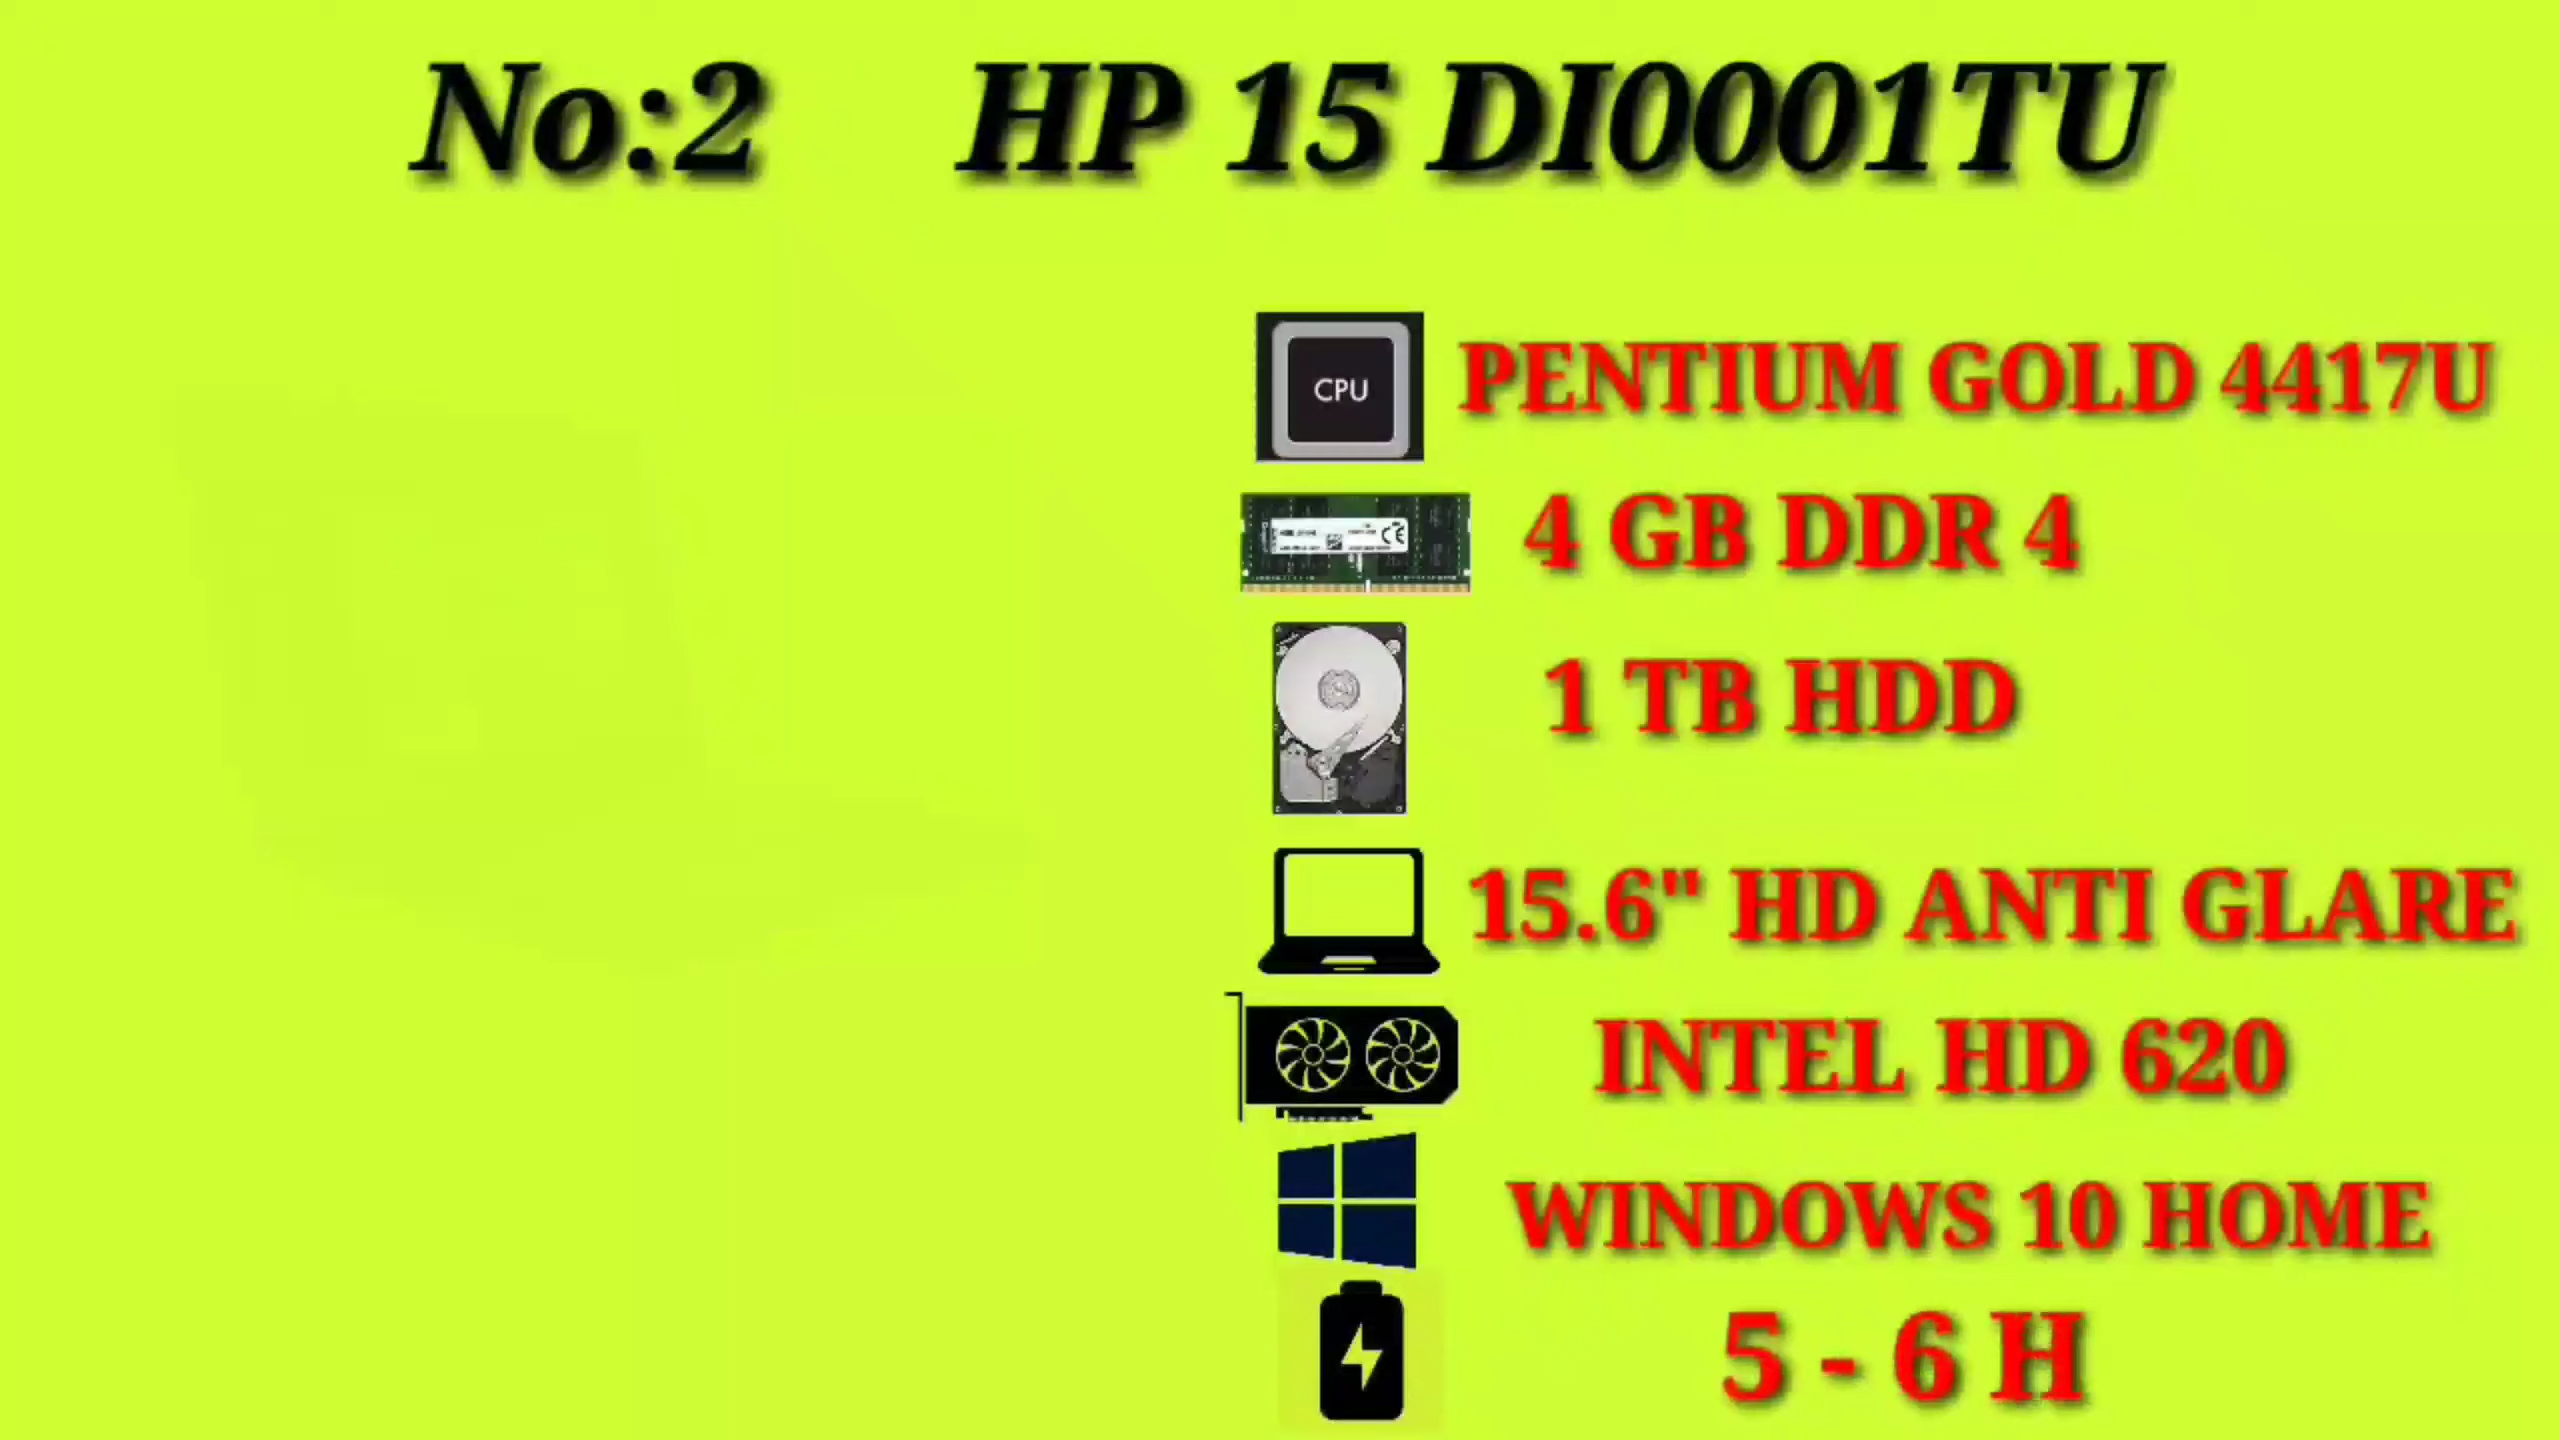 No:2 HP 15 DI0001TU
CPU
PENTIUM GOLD 4417U
4 GB DDR 4
1 TB HDD
15.6" HD ANTI GLARE
INTEL HD 620
WINDOWS 10 HOME
5 - 6 H